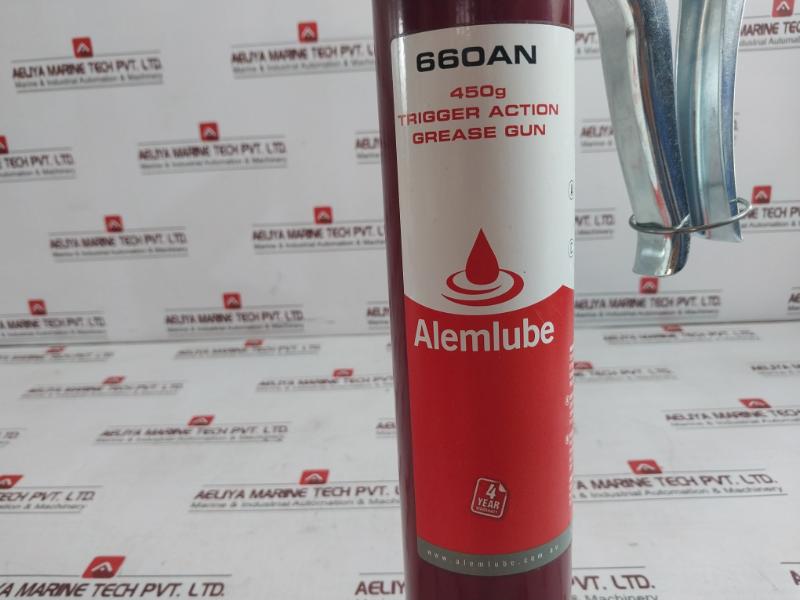 660AN
450g
TRIGGER ACTION
GREASE GUN
Alemlube
4
YEAR
WARRANTY
www.alemlube.com.au
AELIYA MARINE TECH PVT. LTD.
Marine & Industrial Automation & Machinery